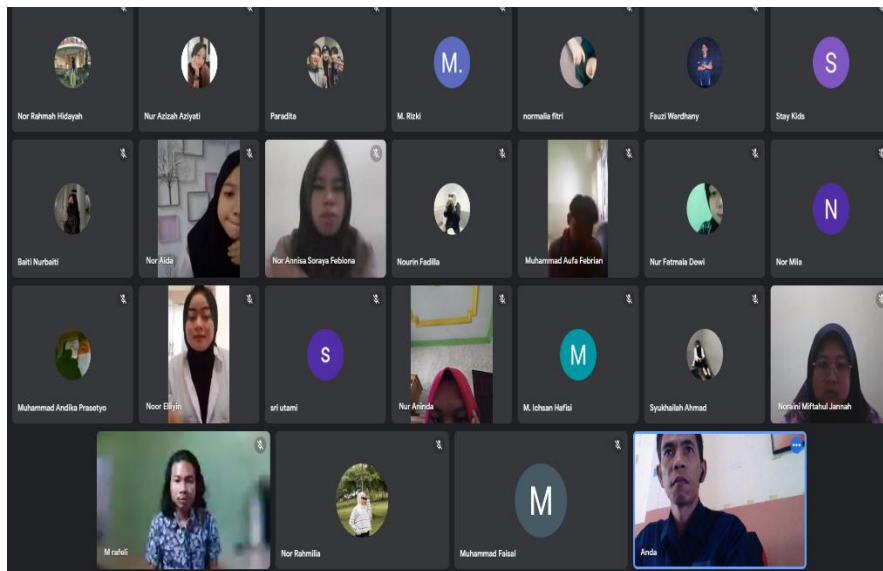 Nor Rahmah Hidayah
Nur Azizah Aziyati
Paradita
M.
M. Rizki
normalia fitri
Fauzi Wardhany
S
Stay Kids
Baiti Nurbaiti
Nor Aida
Nor Annisa Soraya Febiona
Nourin Fadilla
Muhammad Aufa Febrian
Nur Fatmala Dewi
N
Nor Mila
Muhammad Andika Prasetyo
Noor Elliyin
s
sri utami
Nur Aninda
M
M. Ichsan Hafisi
Syukhailah Ahmad
Noraini Miftahul Jannah
M rafeli
Nor Rahmilia
M
Muhammad Faisal
Anda